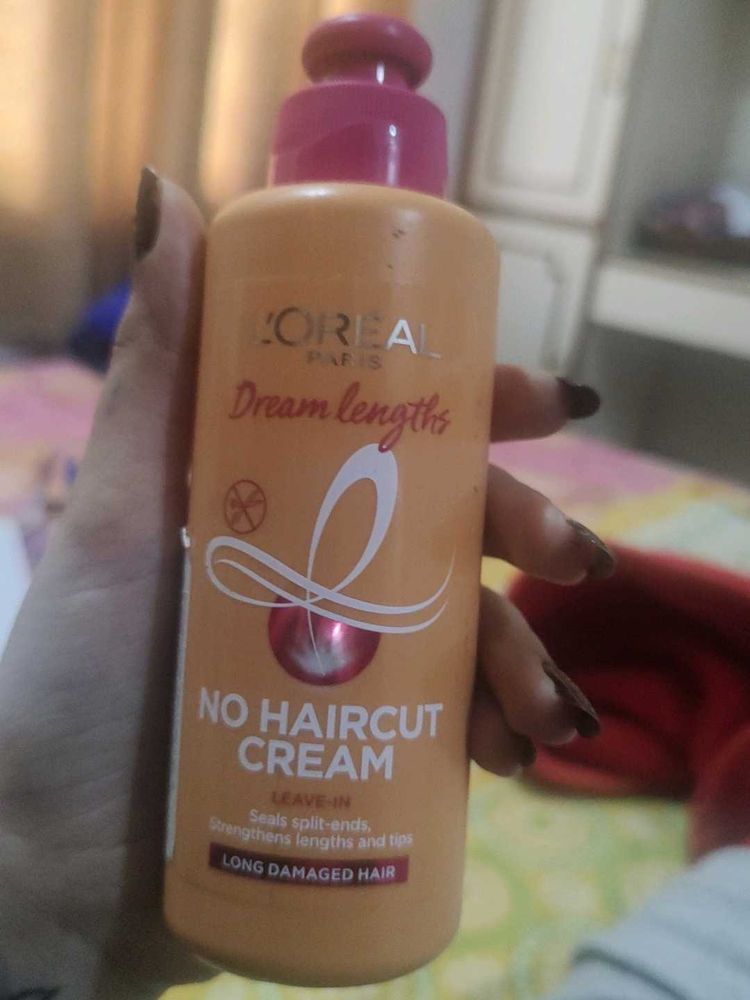 L'ORÉAL
PARIS
Dream lengths
NO HAIRCUT
CREAM
LEAVE-IN
Seals split-ends,
Strengthens lengths and tips
LONG DAMAGED HAIR